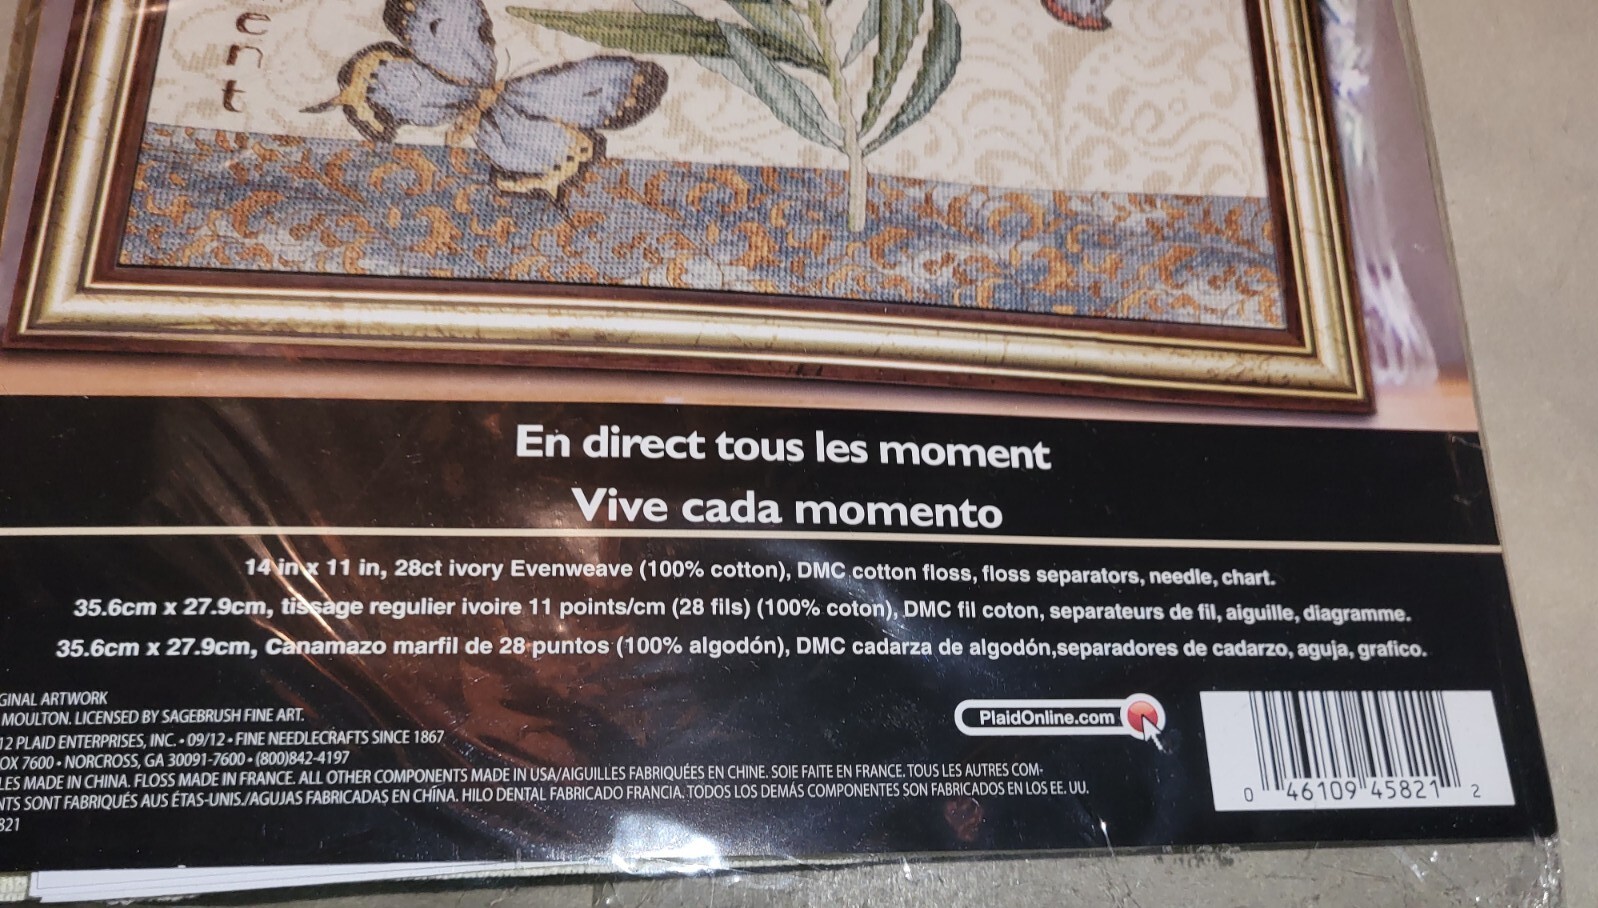 ent
En direct tous les moment
Vive cada momento
14 in x 11 in, 28ct ivory Evenweave (100% cotton), DMC cotton floss, floss separators, needle, chart.
35.6cm x 27.9cm, tissage regulier ivoire 11 points/cm (28 fils) (100% coton), DMC fil coton, separateurs de fil, aiguille, diagramme.
35.6cm x 27.9cm, Canamazo marfil de 28 puntos (100% algodón), DMC cadarza de algodón,separadores de cadarzo, aguja, grafico.
GINAL ARTWORK
MOULTON. LICENSED BY SAGEBRUSH FINE ART.
12 PLAID ENTERPRISES, INC. • 09/12 • FINE NEEDLECRAFTS SINCE 1867
OX 7600 • NORCROSS, GA 30091-7600 • (800)842-4197
LES MADE IN CHINA. FLOSS MADE IN FRANCE. ALL OTHER COMPONENTS MADE IN USA/AIGUILLES FABRIQUÉES EN CHINE. SOIE FAITE EN FRANCE. TOUS LES AUTRES COM-
NTS SONT FABRIQUÉS AUS ÉTAS-UNIS./AGUJAS FABRICADAS EN CHINA. HILO DENTAL FABRICADO FRANCIA. TODOS LOS DEMÁS COMPONENTES SON FABRICADOS EN LOS EE. UU.
821
PlaidOnline.com
0 46109 45821 2